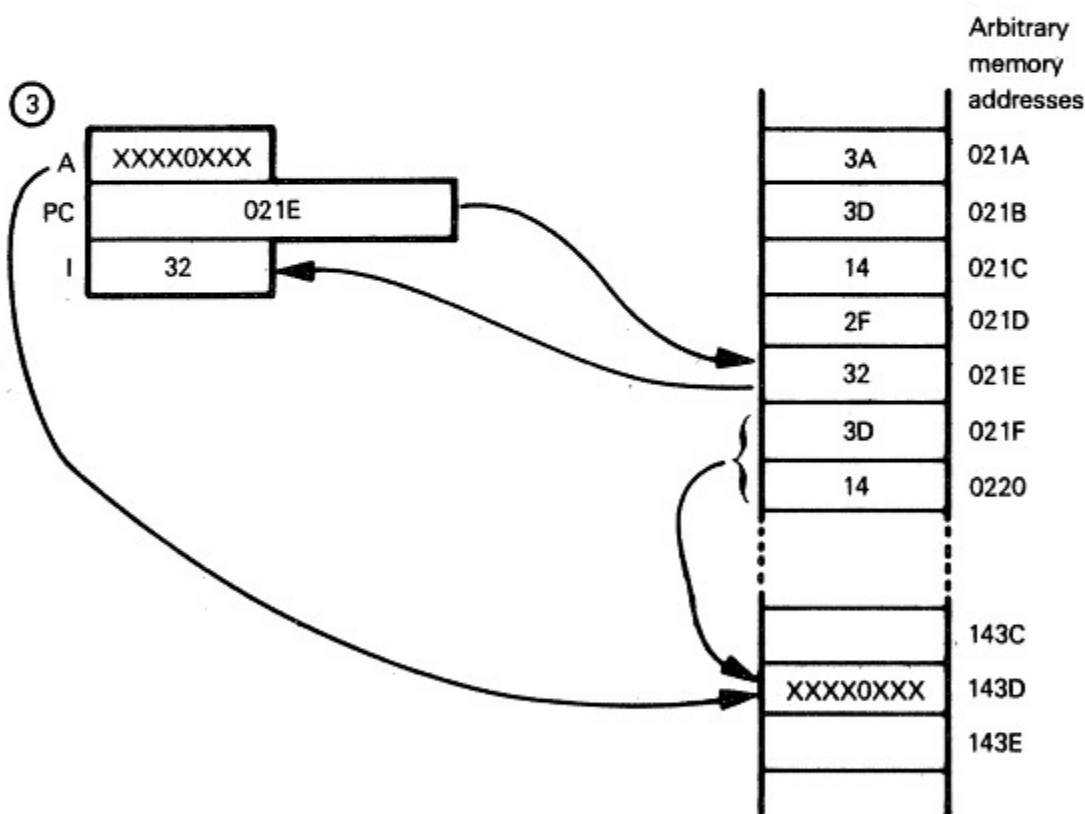 Arbitrary
memory
addresses
3
A XXXX0XXX
PC 021E
I 32
3A 021A
3D 021B
14 021C
2F 021D
32 021E
3D 021F
14 0220
143C
XXXX0XXX 143D
143E